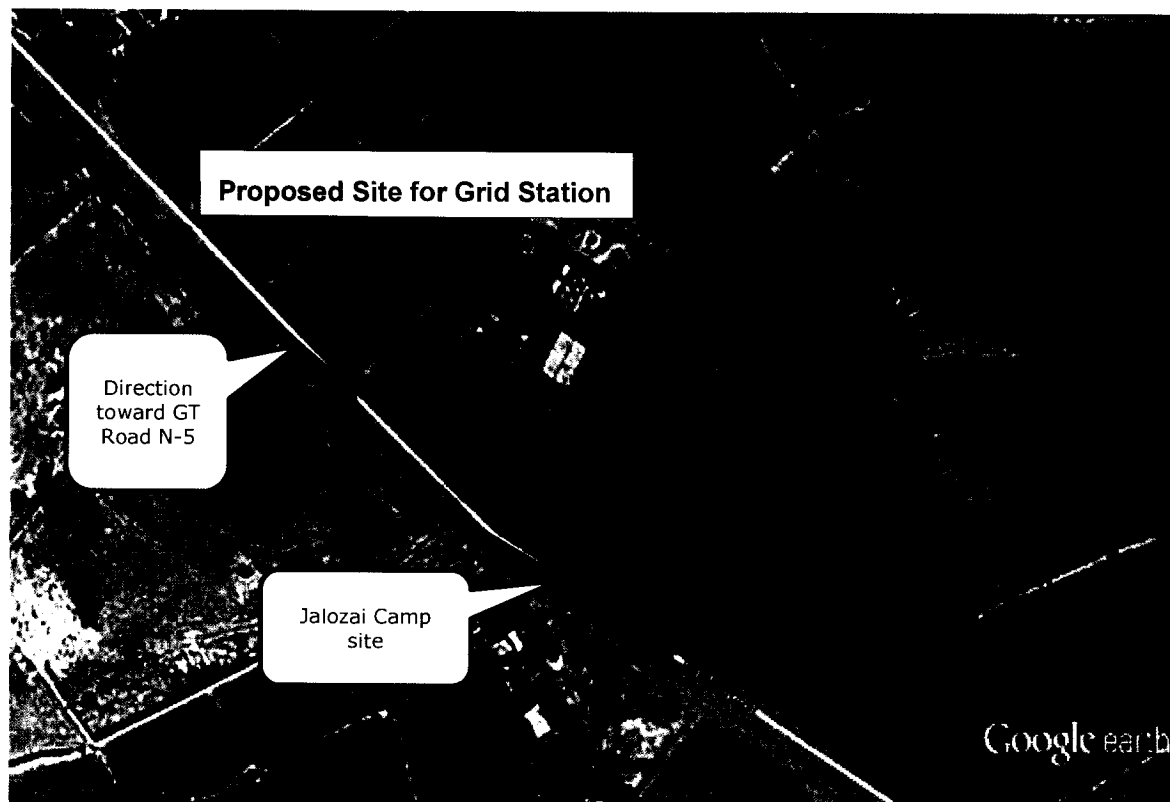 Proposed Site for Grid Station
Direction
toward GT
Road N-5
Jalozai Camp
site
Google earth